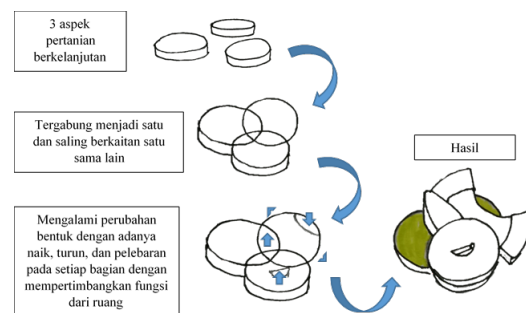 3 aspek
pertanian
berkelanjutan
Tergabung menjadi satu
dan saling berkaitan satu
sama lain
Hasil
Mengalami perubahan
bentuk dengan adanya
naik, turun, dan pelebaran
pada setiap bagian dengan
mempertimbangkan fungsi
dari ruang